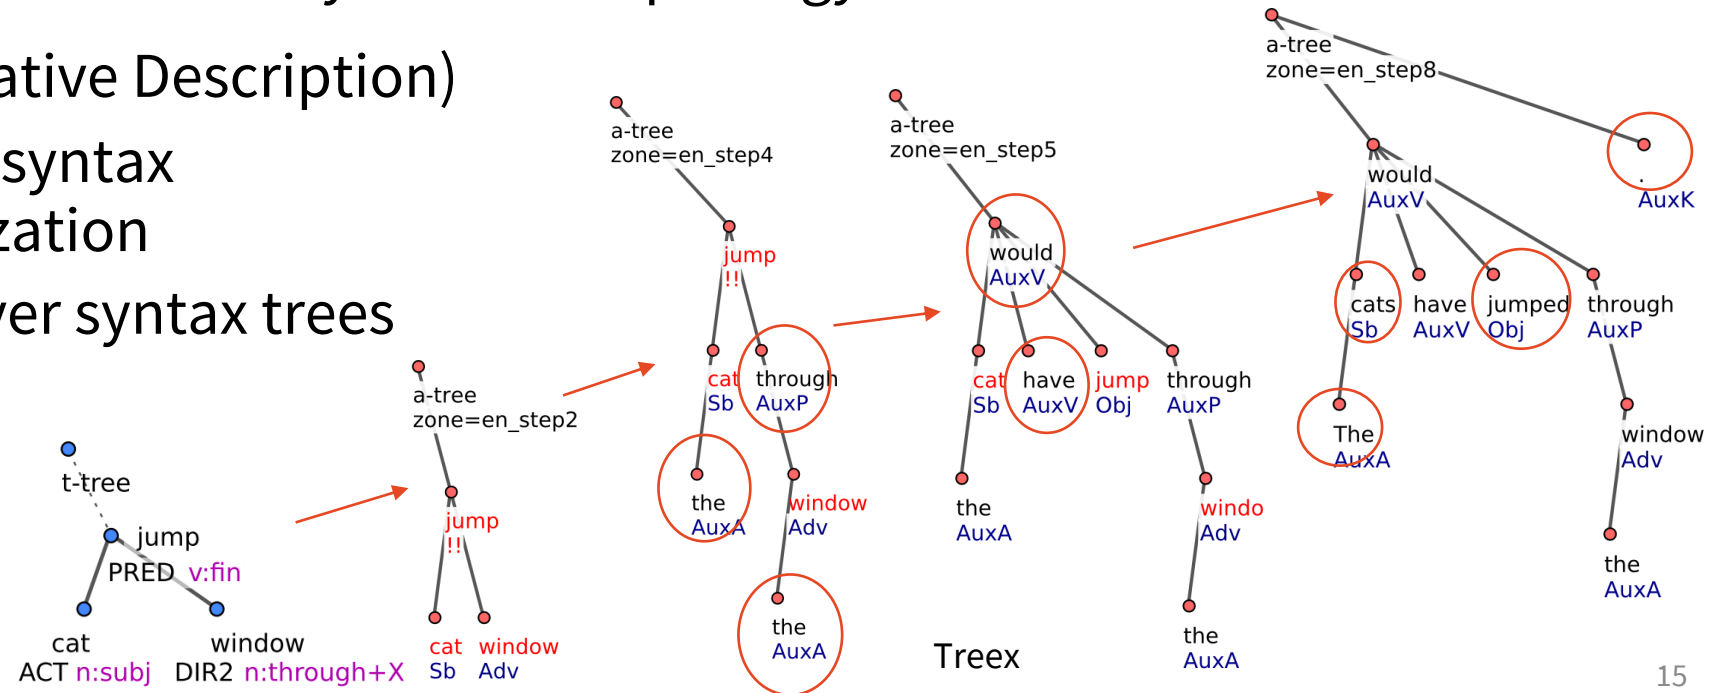 ative Description)
syntax
zation
ver syntax trees
t-tree
jump
PRED v:fin
cat
ACT n:subj
window
DIR2 n:through+X
a-tree
zone=en_step2
jump
!!
cat
Sb
window
Adv
a-tree
zone=en_step4
jump
!!
cat
Sb
through
AuxP
the
AuxA
window
Adv
the
AuxA
a-tree
zone=en_step5
would
AuxV
cat
Sb
have
AuxV
jump
Obj
through
AuxP
the
AuxA
windo
Adv
the
AuxA
a-tree
zone=en_step8
would
AuxV
.
AuxK
cats
Sb
have
AuxV
jumped
Obj
through
AuxP
The
AuxA
window
Adv
the
AuxA
Treex
15